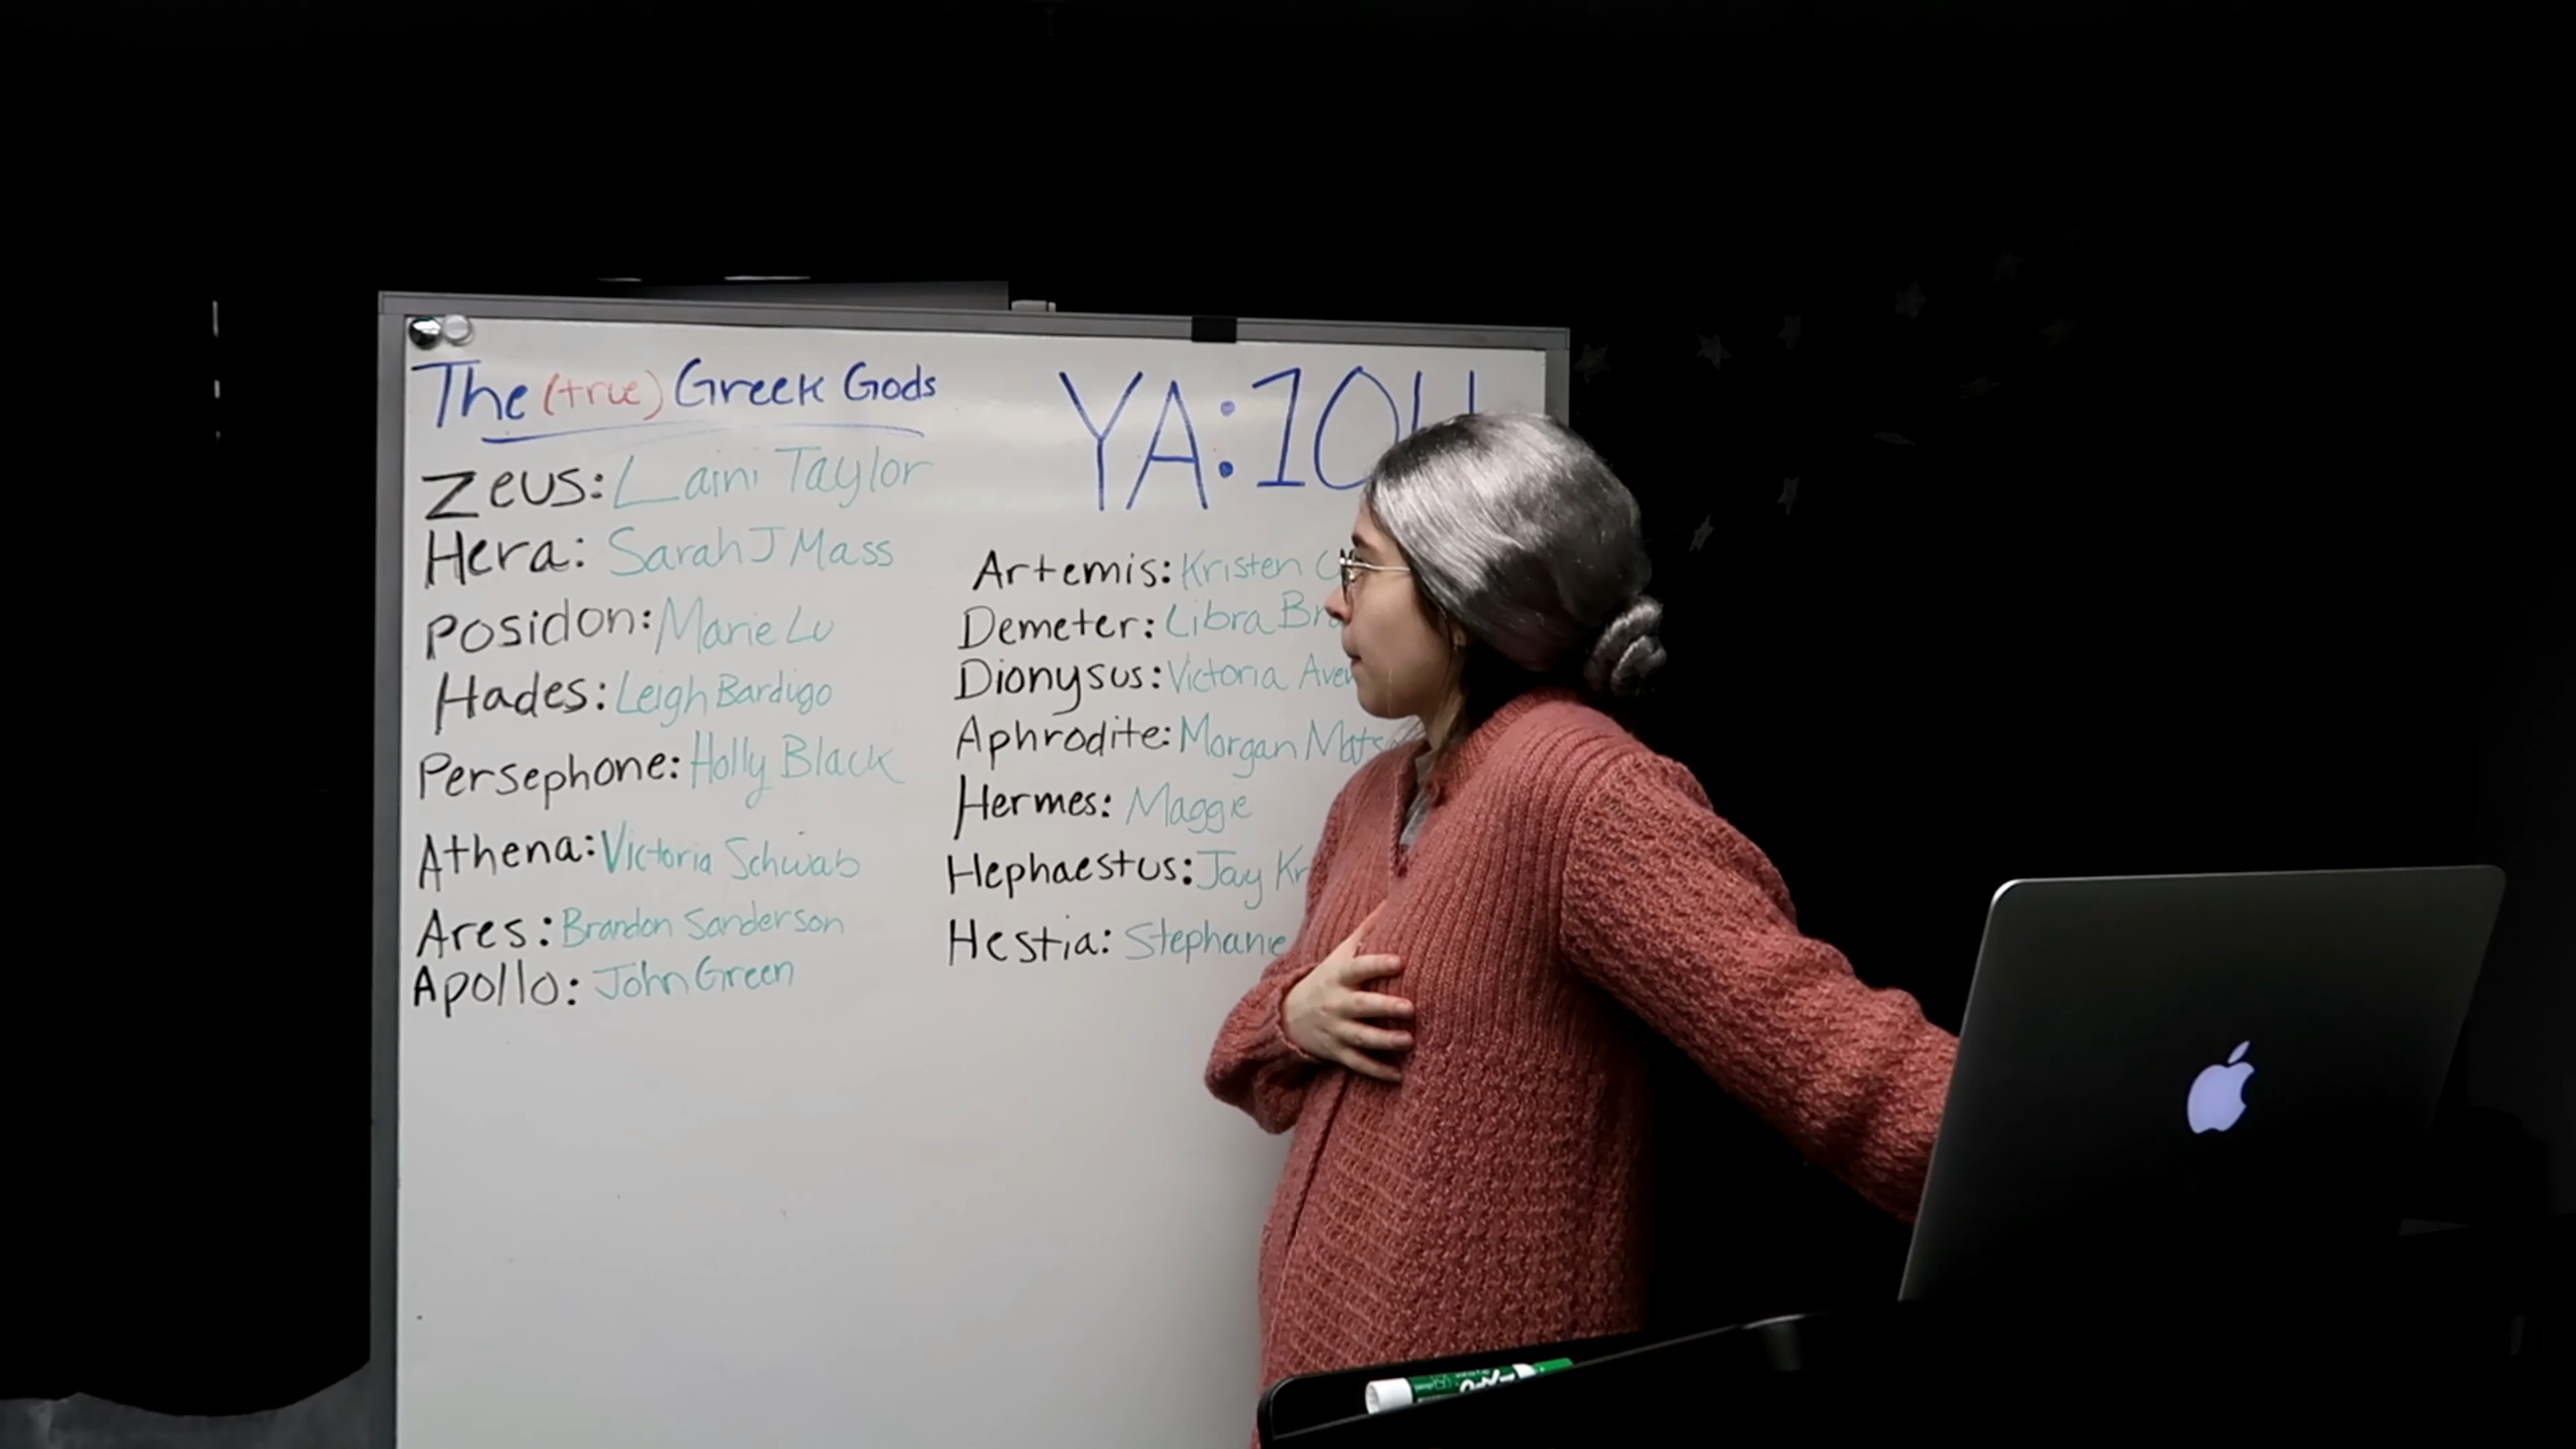 The (true) Greek Gods
Zeus: Laini Taylor
Hera: Sarah J Mass
Posidon: Marie Lu
Hades: Leigh Bardugo
Persephone: Holly Black
Athena: Victoria Schwab
Ares: Brandon Sanderson
Apollo: John Green
YA:10
Artemis: Kristen
Demeter: Libra
Dionysus: Victoria
Aphrodite: Morgan
Hermes: Maggie
Hephaestus: Jay
Hestia: Stephanie
EXPO